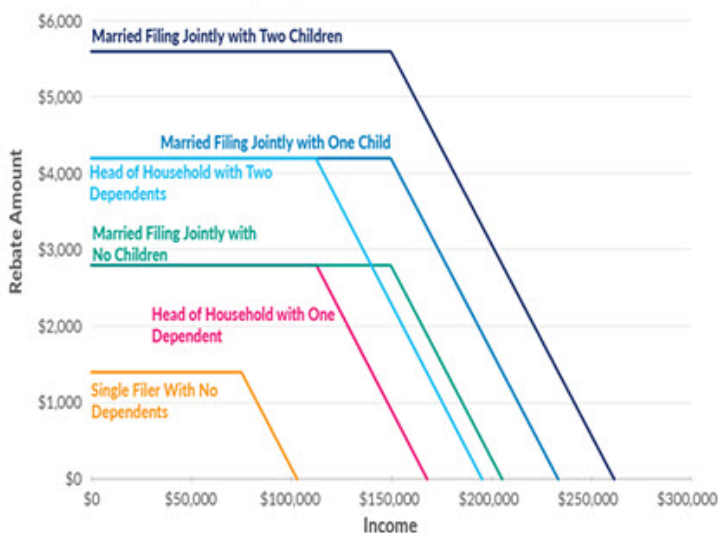 $6,000
Married Filing Jointly with Two Children
$5,000
Married Filing Jointly with One Child
$4,000
Head of Household with Two
Dependents
Married Filing Jointly with
No Children
$3,000
Rebate Amount
Head of Household with One
Dependent
$2,000
Single Filer With No
Dependents
$1,000
$0
$0 $50,000 $100,000 $150,000 $200,000 $250,000 $300,000
Income